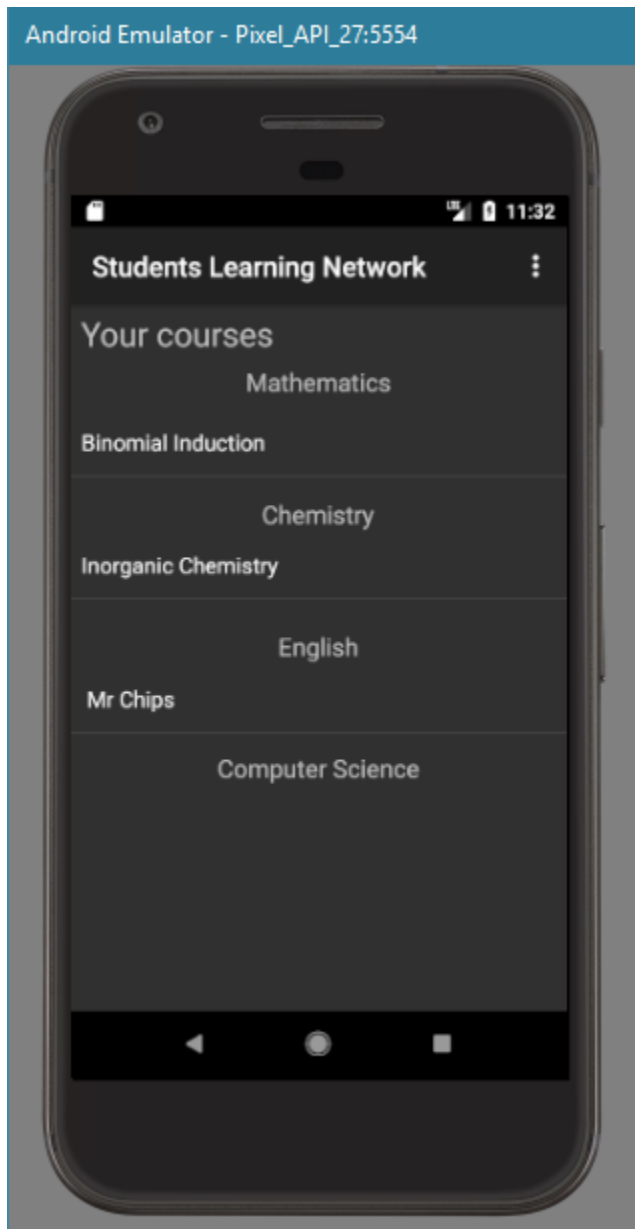 Android Emulator - Pixel_API_27:5554
LTE 11:32
Students Learning Network
Your courses
Mathematics
Binomial Induction
Chemistry
Inorganic Chemistry
English
Mr Chips
Computer Science